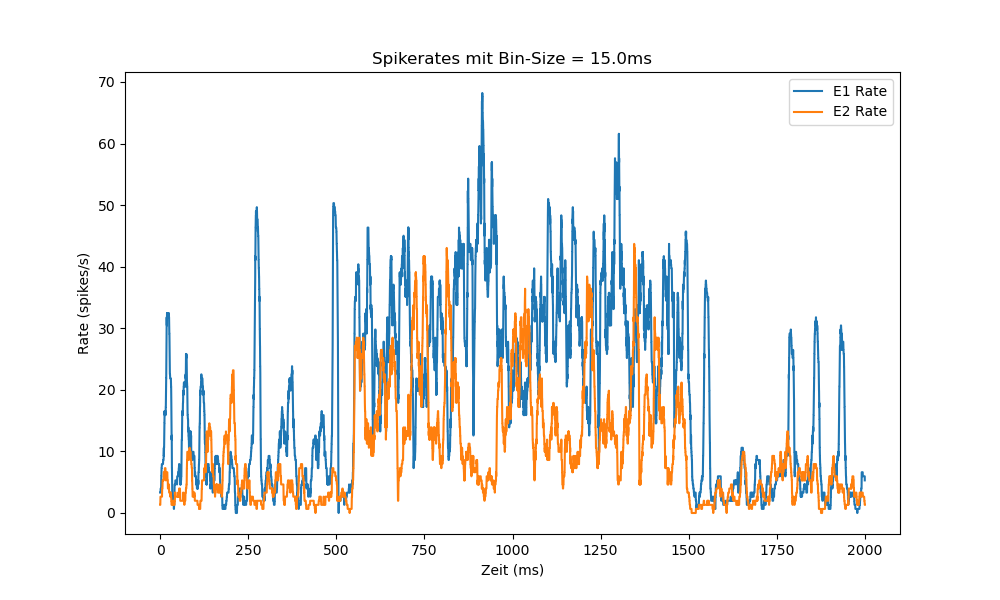 Spikerates mit Bin-Size = 15.0ms
E1 Rate
E2 Rate
70
60
50
40
30
20
10
0
Rate (spikes/s)
0 250 500 750 1000 1250 1500 1750 2000
Zeit (ms)